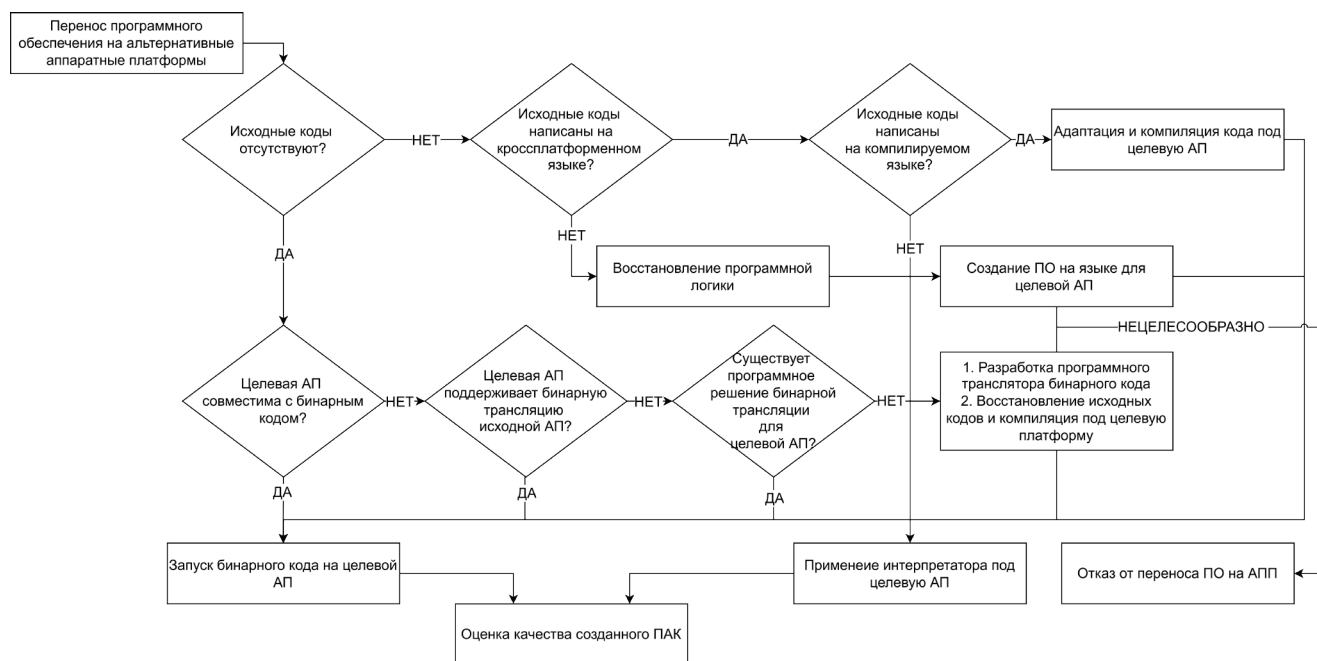 Перенос программного
обеспечения на альтернативные
аппаратные платформы
Исходные коды
отсутствуют?
НЕТ
Исходные коды
написаны на
кроссплатформенном
языке?
ДА
Исходные коды
написаны
на компилируемом
языке?
ДА
Адаптация и компиляция кода под
целевую АП
ДА
НЕТ
НЕТ
Восстановление программной
логики
Создание ПО на языке для
целевой АП
НЕЦЕЛЕСООБРАЗНО
Целевая АП
совместима с бинарным
кодом?
НЕТ
Целевая АП
поддерживает бинарную
трансляцию
исходной АП?
НЕТ
Существует
программное
решение бинарной
трансляции
для
целевой АП?
НЕТ
1. Разработка программного
транслятора бинарного кода
2. Восстановление исходных
кодов и компиляция под целевую
платформу
ДА
ДА
ДА
Запуск бинарного кода на целевой
АП
Применеие интерпретатора под
целевую АП
Отказ от переноса ПО на АПП
Оценка качества созданного ПАК